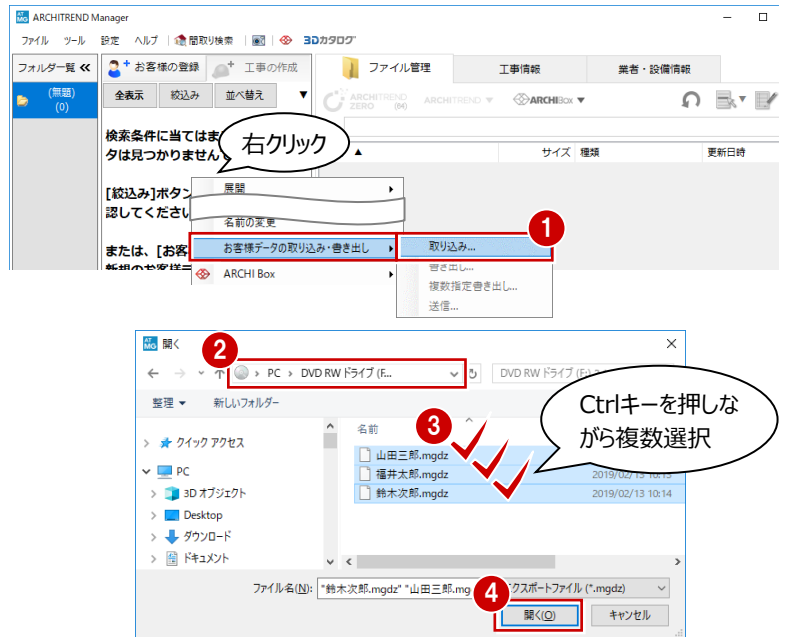 ARCHITREND Manager
ファイル ツール 設定 ヘルプ 間取り検索 3Dカタログ
フォルダ一覧 お客様の登録 工事の作成 ファイル管理 工事情報 業者・設備情報
(無題)
(0)
全表示 絞込み 並べ替え ▼
ARCHITREND
ZERO (64) ARCHITREND ▼ ARCHIBOX ▼
検索条件に当てはま
タは見つかりません
右クリック
▲ サイズ 種類 更新日時
[絞込み]ボタン
認してください
または、[お客
展開
名前の変更
お客様データの取り込み・書き出し
ARCHI Box
1
取り込み...
書き出し...
複数指定書き出し...
送信...
開く
2
PC › DVD RW ドライブ (F... DVD RW ドライブ (F:)
整理 ▼ 新しいフォルダー
Ctrlキーを押しな
がら複数選択
クイック アクセス
PC
3D オブジェクト
Desktop
ダウンロード
ドキュメント
名前
3
山田三郎.mgdz
福井太郎.mgdz 2019/02/13 10:13
鈴木次郎.mgdz 2019/02/13 10:14
ファイル名(N): "鈴木次郎.mgdz" "山田三郎.mg エクスポートファイル (*.mgdz)
4
開く(O) キャンセル